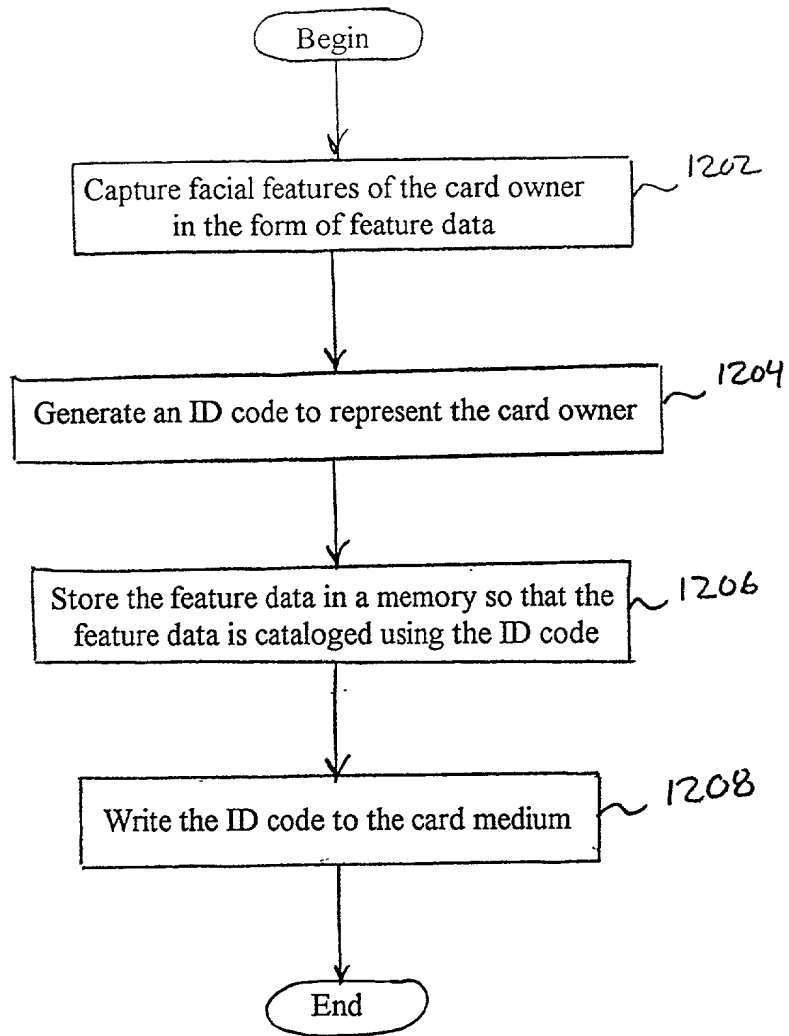 Begin
Capture facial features of the card owner
in the form of feature data
1202
Generate an ID code to represent the card owner
1204
Store the feature data in a memory so that the
feature data is cataloged using the ID code
1206
Write the ID code to the card medium
1208
End